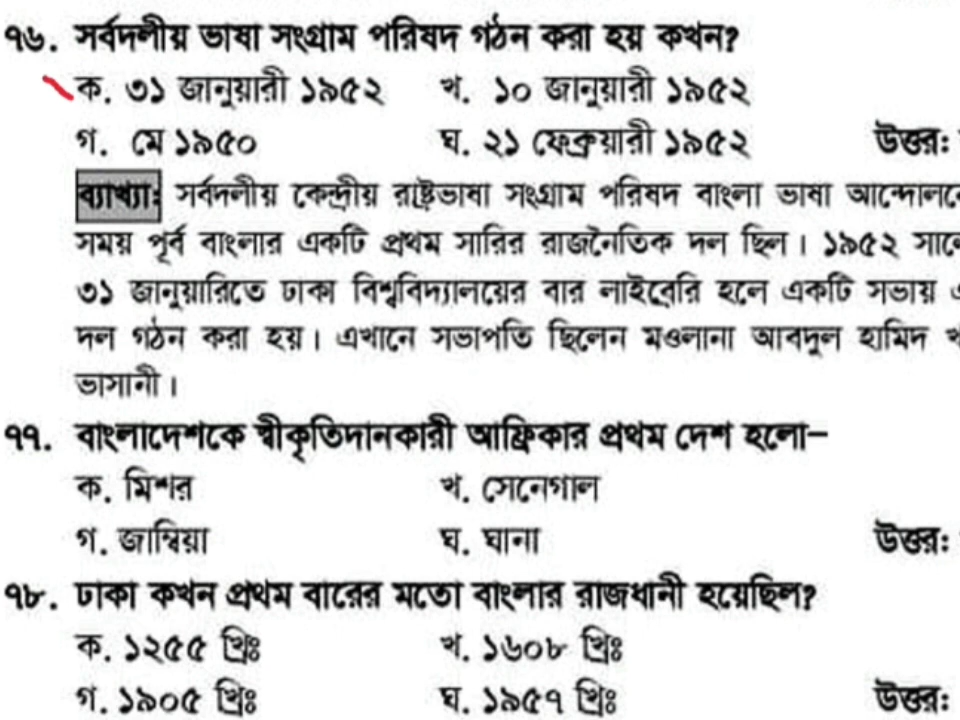 ৭৬. সর্বদলীয় ভাষা সংগ্রাম পরিষদ গঠন করা হয় কখন?
ক. ৩১ জানুয়ারী ১৯৫২ খ. ১০ জানুয়ারী ১৯৫২
গ. মে ১৯৫০ ঘ. ২১ ফেব্রুয়ারী ১৯৫২ উত্তর:
ব্যাখ্যা: সর্বদলীয় কেন্দ্রীয় রাষ্ট্রভাষা সংগ্রাম পরিষদ বাংলা ভাষা
সময় পূর্ব বাংলার একটি প্রথম সারির রাজনৈতিক দল ছিল। ১৯৫২
৩১ জানুয়ারিতে ঢাকা বিশ্ববিদ্যালয়ের বার লাইব্রেরি হলে একটি সভায়
দল গঠন করা হয়। এখানে সভাপতি ছিলেন মওলানা আবদুল হামিদ
ভাসানী।
৭৭. বাংলাদেশকে স্বীকৃতিদানকারী আফ্রিকার প্রথম দেশ হলো–
ক. মিশর খ. সেনেগাল
গ. জাম্বিয়া ঘ. ঘানা উত্তর:
৭৮. ঢাকা কখন প্রথম বারের মতো বাংলার রাজধানী হয়েছিল?
ক. ১২৫৫ খ্রিঃ খ. ১৬০৮ খ্রিঃ
গ. ১৯০৫ খ্রিঃ ঘ. ১৯৫৭ খ্রিঃ উত্তর: